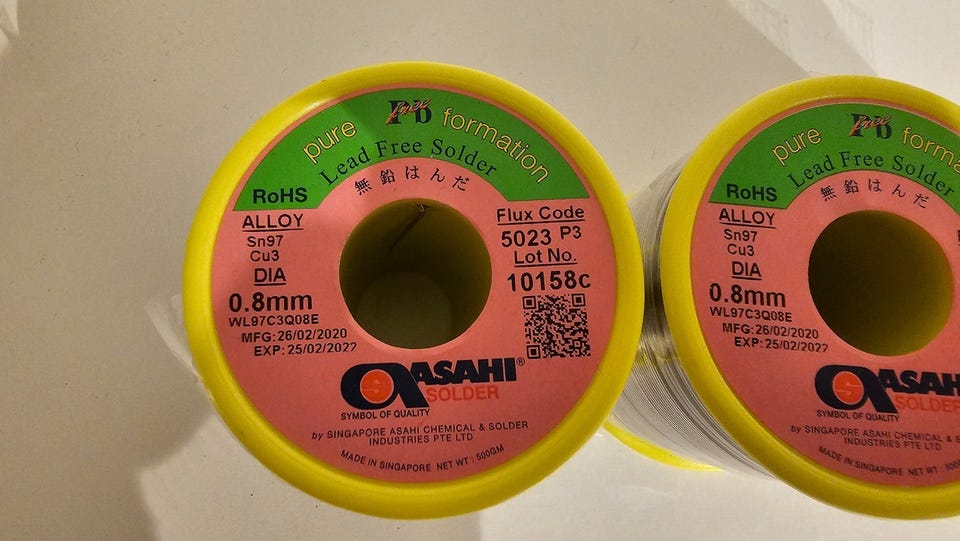 pure Pb free formation
Lead Free Solder
無鉛はんだ
RoHS
ALLOY
Sn97
Cu3
DIA
0.8mm
WL97C3Q08E
MFG:26/02/2020
EXP:25/02/2022
Flux Code
5023 P3
Lot No.
10158c
ASAHI®
SOLDER
SYMBOL OF QUALITY
by SINGAPORE ASAHI CHEMICAL & SOLDER
INDUSTRIES PTE LTD
MADE IN SINGAPORE NET WT : 500GM
pure Pb free forma
Lead Free Solder
無鉛はんだ
RoHS
ALLOY
Sn97
Cu3
DIA
0.8mm
WL97C3Q08E
MFG:26/02/2020
EXP:25/02/2022
ASAH
SOLDER
SYMBOL OF QUALITY
by SINGAPORE ASAHI CHEMICAL & SO
INDUSTRIES PTE LTD
MADE IN SINGAPORE NET WT : 500